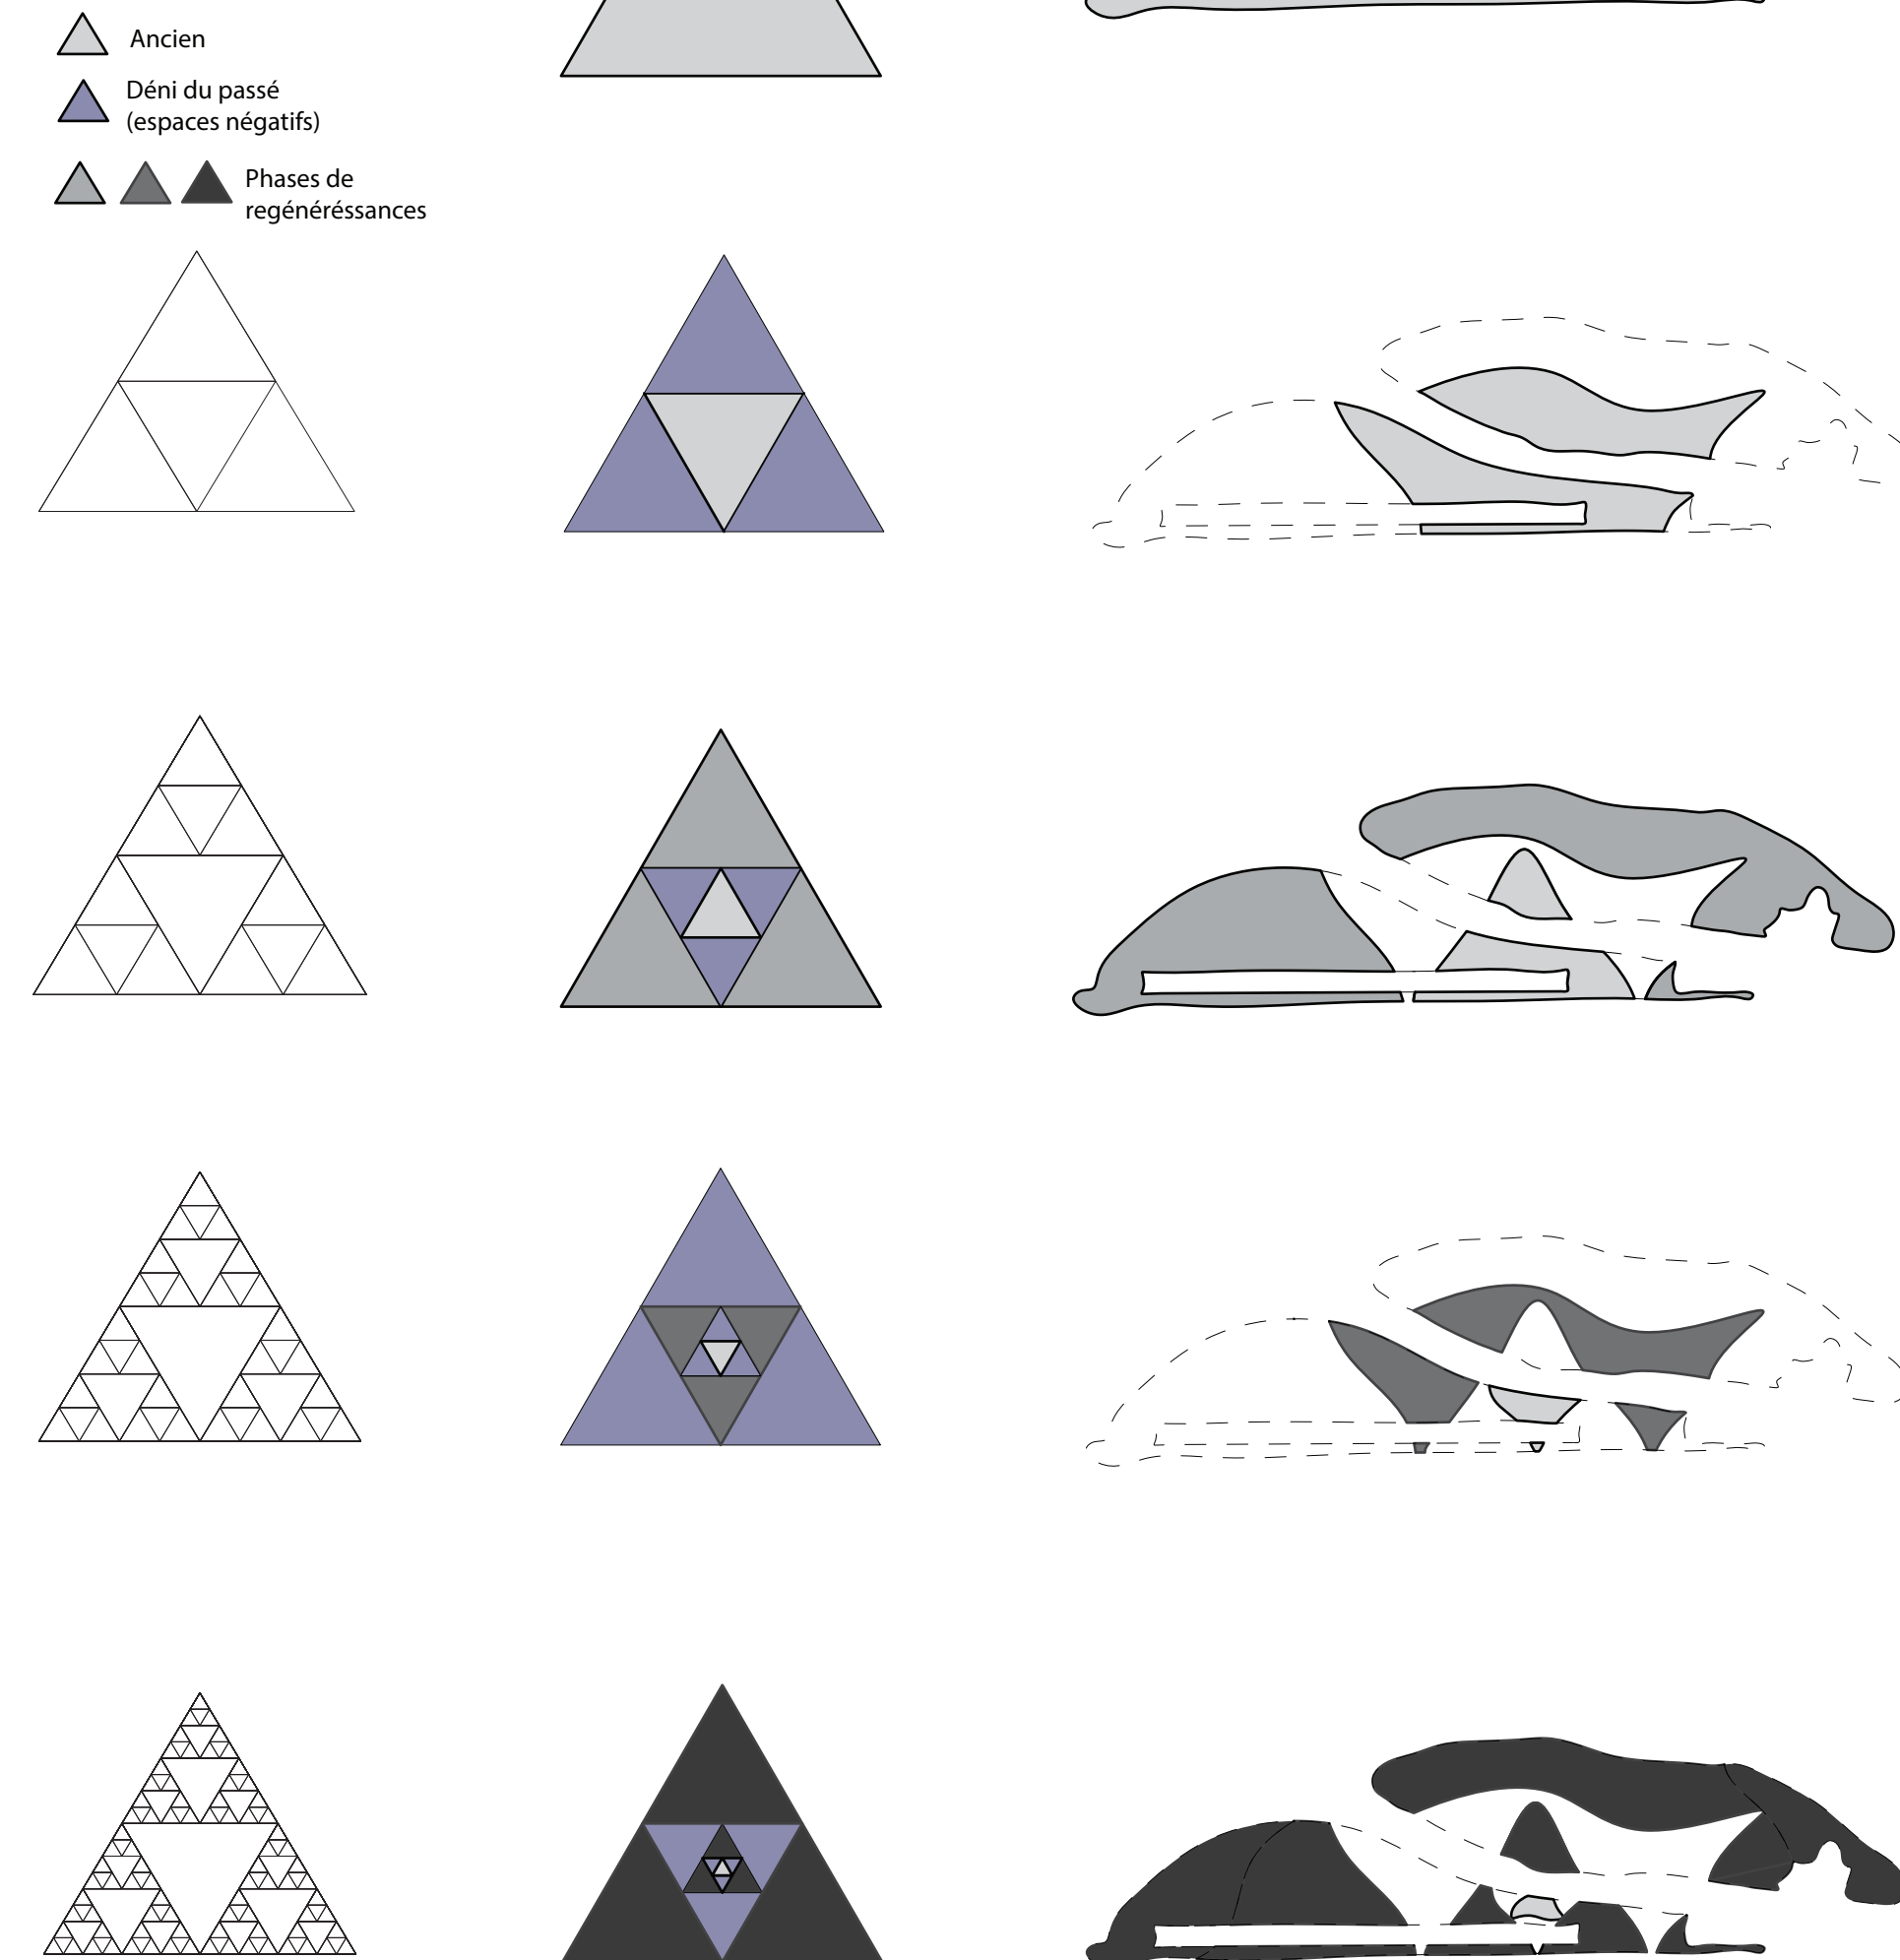 Ancien
Déni du passé
(espaces négatifs)
Phases de
regénéréssances